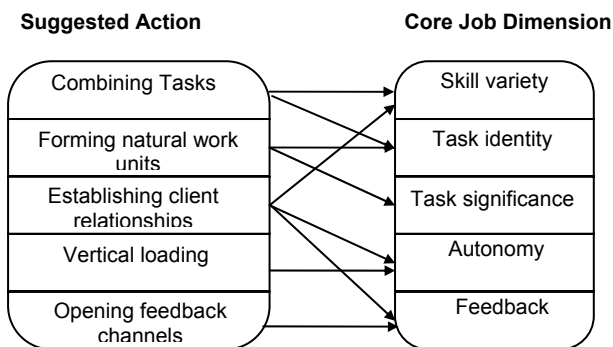 Suggested Action
Core Job Dimension
Combining Tasks
Skill variety
Forming natural work
units
Task identity
Establishing client
relationships
Task significance
Vertical loading
Autonomy
Opening feedback
channels
Feedback